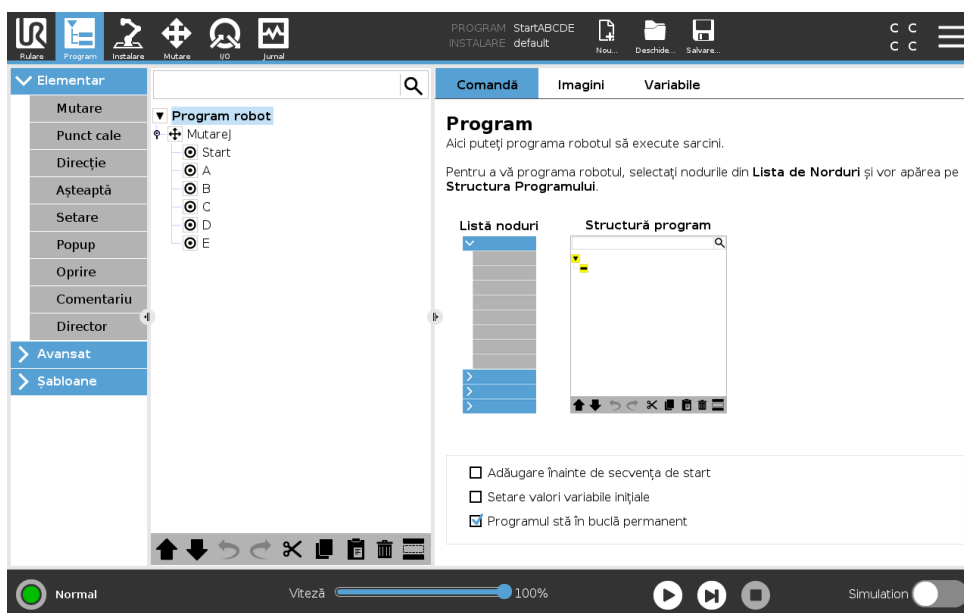 UR
PROGRAM StartABCDE
INSTALARE default
Rulare Program Instalare Mutare I/O Jurnal
Nou... Deschide... Salvare...
C C
C C
Elementar
Mutare
Punct cale
Direcție
Așteaptă
Setare
Popup
Oprire
Comentariu
Director
Avansat
Șabloane
Program robot
MutareJ
Start
A
B
C
D
E
Comandă Imagini Variabile
Program
Aici puteți programa robotul să execute sarcini.
Pentru a vă programa robotul, selectați nodurile din Lista de Norduri și vor apărea pe
Structura Programului.
Listă noduri Structură program
Adăugare înainte de secvența de start
Setare valori variabile inițiale
Programul stă în buclă permanent
Normal
Viteză 100%
Simulation